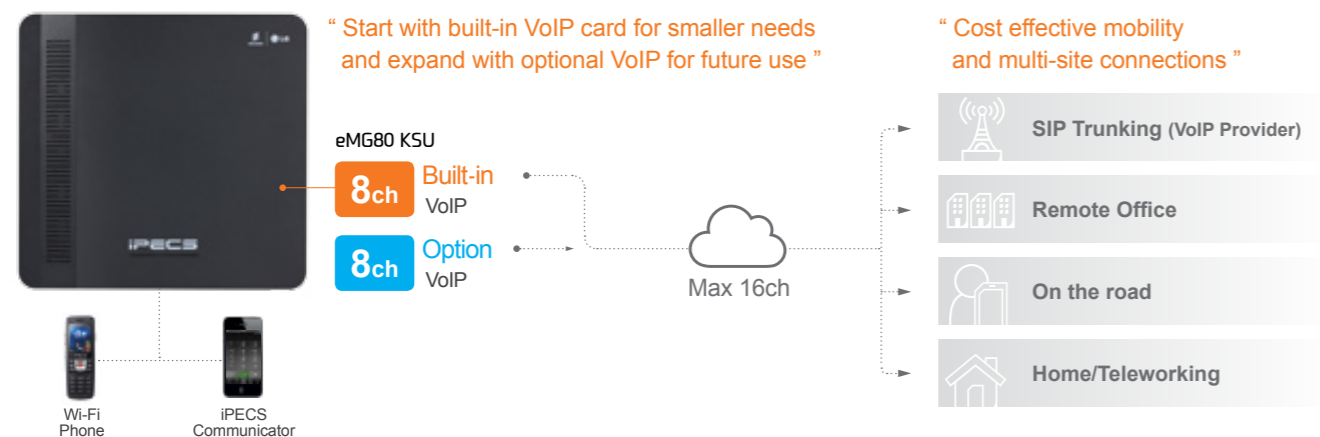 “ Start with built-in VoIP card for smaller needs
and expand with optional VoIP for future use ”
“ Cost effective mobility
and multi-site connections ”
LG
iPECS
eMG80 KSU
8ch
Built-in
VoIP
8ch
Option
VoIP
Max 16ch
SIP Trunking (VoIP Provider)
Remote Office
On the road
Home/Teleworking
Wi-Fi
Phone
iPECS
Communicator